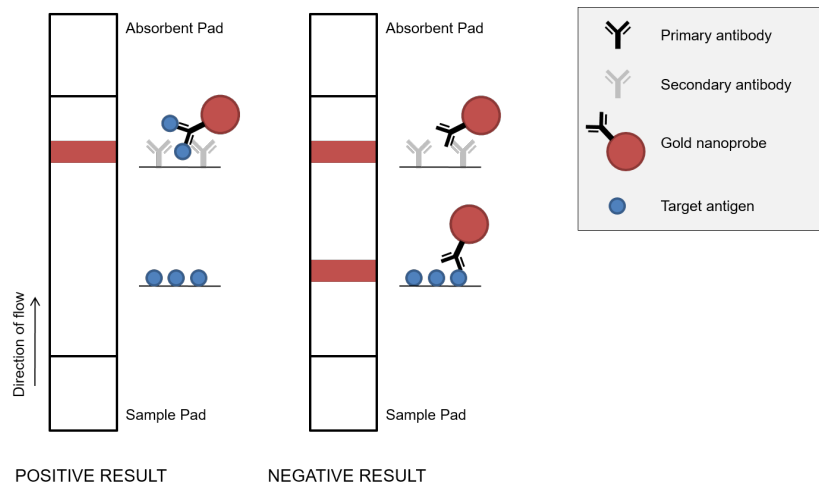 Absorbent Pad
Absorbent Pad
Primary antibody
Secondary antibody
Gold nanoprobe
Target antigen
Direction of flow
Sample Pad
Sample Pad
POSITIVE RESULT
NEGATIVE RESULT